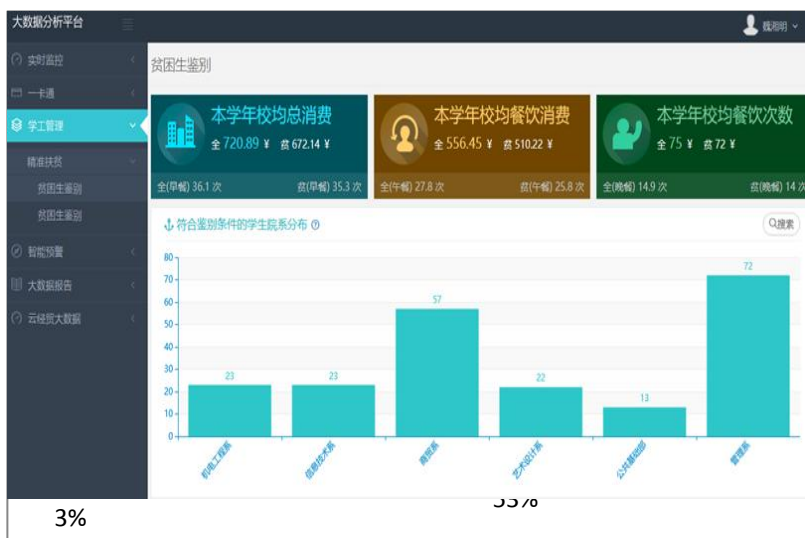 大数据分析平台
魏湘明
实时监控
一卡通
学工管理
精准扶贫
贫困生鉴别
贫困生鉴别
智能预警
大数据报告
云经贸大数据
贫困生鉴别
本学年校均总消费
全 720.89 ¥ 贫 672.14 ¥
全(早餐) 36.1 次 贫(早餐) 35.3 次
本学年校均餐饮消费
全 556.45 ¥ 贫 510.22 ¥
全(午餐) 27.8 次 贫(午餐) 25.8 次
本学年校均餐饮次数
全 75 ¥ 贫 72 ¥
全(晚餐) 14.9 次 贫(晚餐) 14 次
符合鉴别条件的学生院系分布
搜索
80
70
60
50
40
30
20
10
0
23
23
57
22
13
72
机电工程系
信息技术系
商贸系
艺术设计系
公共基础部
管理系
3%